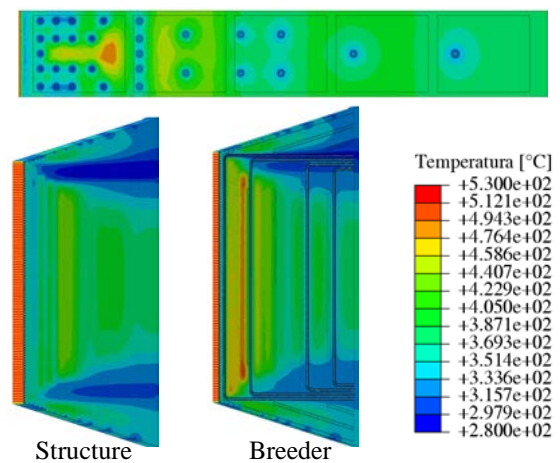 Temperatura [°C]
+5.300e+02
+5.121e+02
+4.943e+02
+4.764e+02
+4.586e+02
+4.407e+02
+4.229e+02
+4.050e+02
+3.871e+02
+3.693e+02
+3.514e+02
+3.336e+02
+3.157e+02
+2.979e+02
+2.800e+02
Structure
Breeder